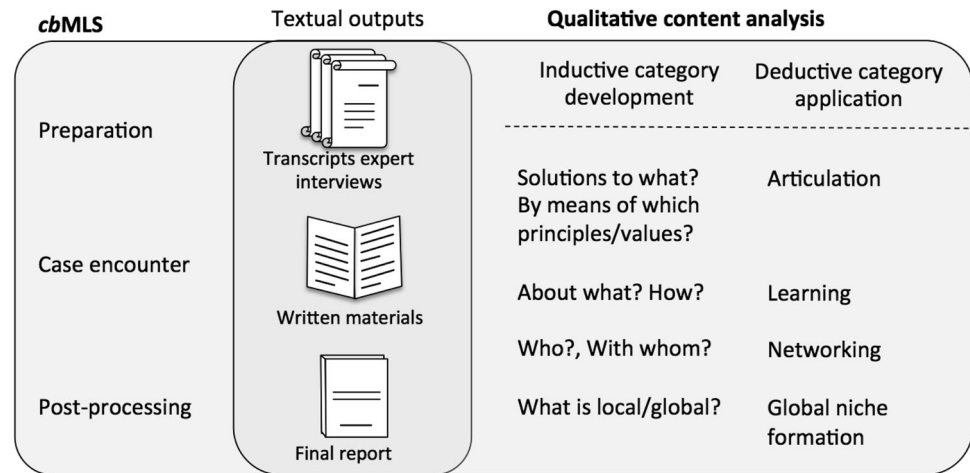 cbMLS
Textual outputs
Qualitative content analysis
Preparation
Case encounter
Post-processing
Transcripts expert
interviews
Written materials
Final report
Inductive category
development
Deductive category
application
Solutions to what?
By means of which
principles/values?
Articulation
About what? How?
Learning
Who?, With whom?
Networking
What is local/global?
Global niche
formation